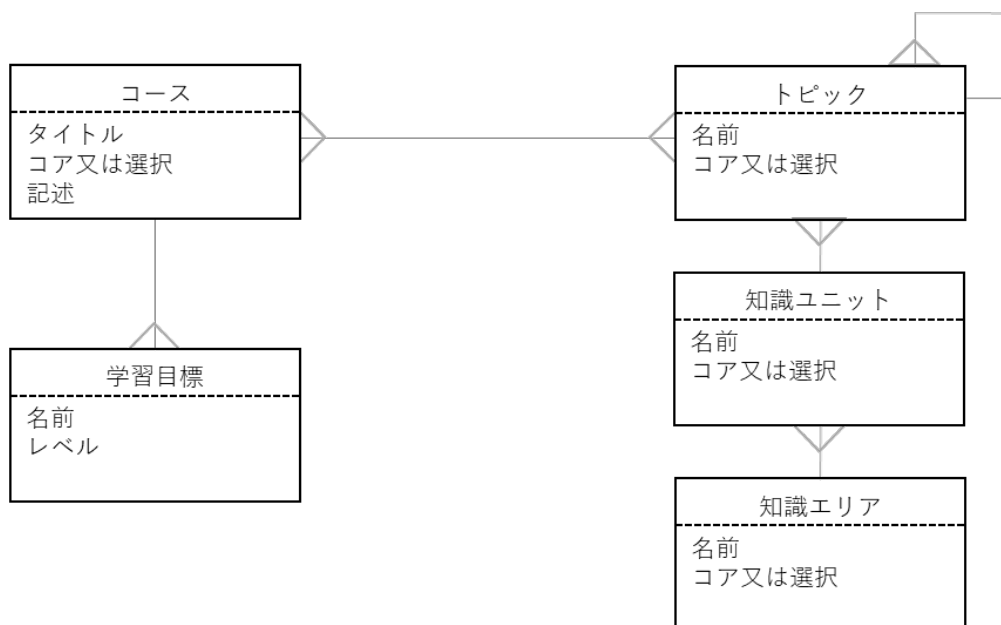 コース
タイトル
コア又は選択
記述
トピック
名前
コア又は選択
知識ユニット
名前
コア又は選択
学習目標
名前
レベル
知識エリア
名前
コア又は選択